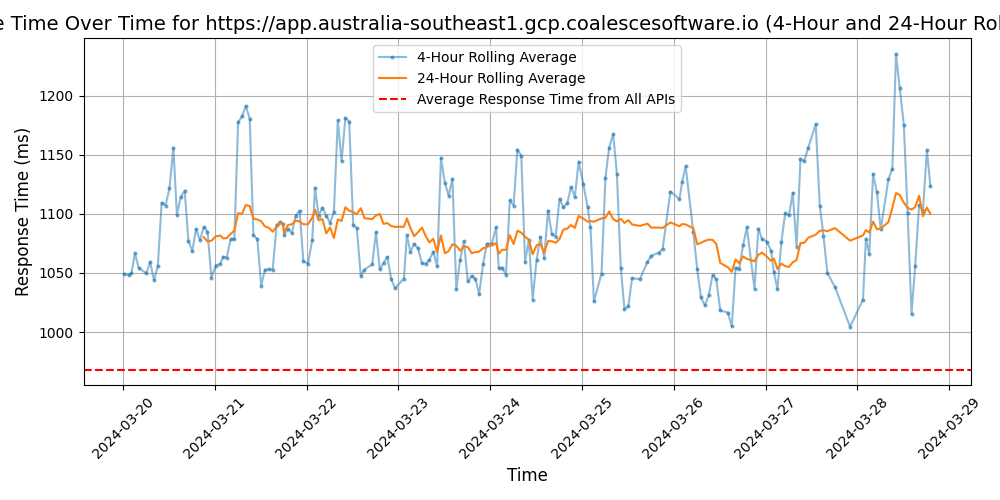 e Time Over Time for https://app.australia-southeast1.gcp.coalescesoftware.io (4-Hour and 24-Hour Rol
4-Hour Rolling Average
24-Hour Rolling Average
Average Response Time from All APIs
Response Time (ms)
1200
1150
1100
1050
1000
2024-03-20
2024-03-21
2024-03-22
2024-03-23
2024-03-24
2024-03-25
2024-03-26
2024-03-27
2024-03-28
2024-03-29
Time